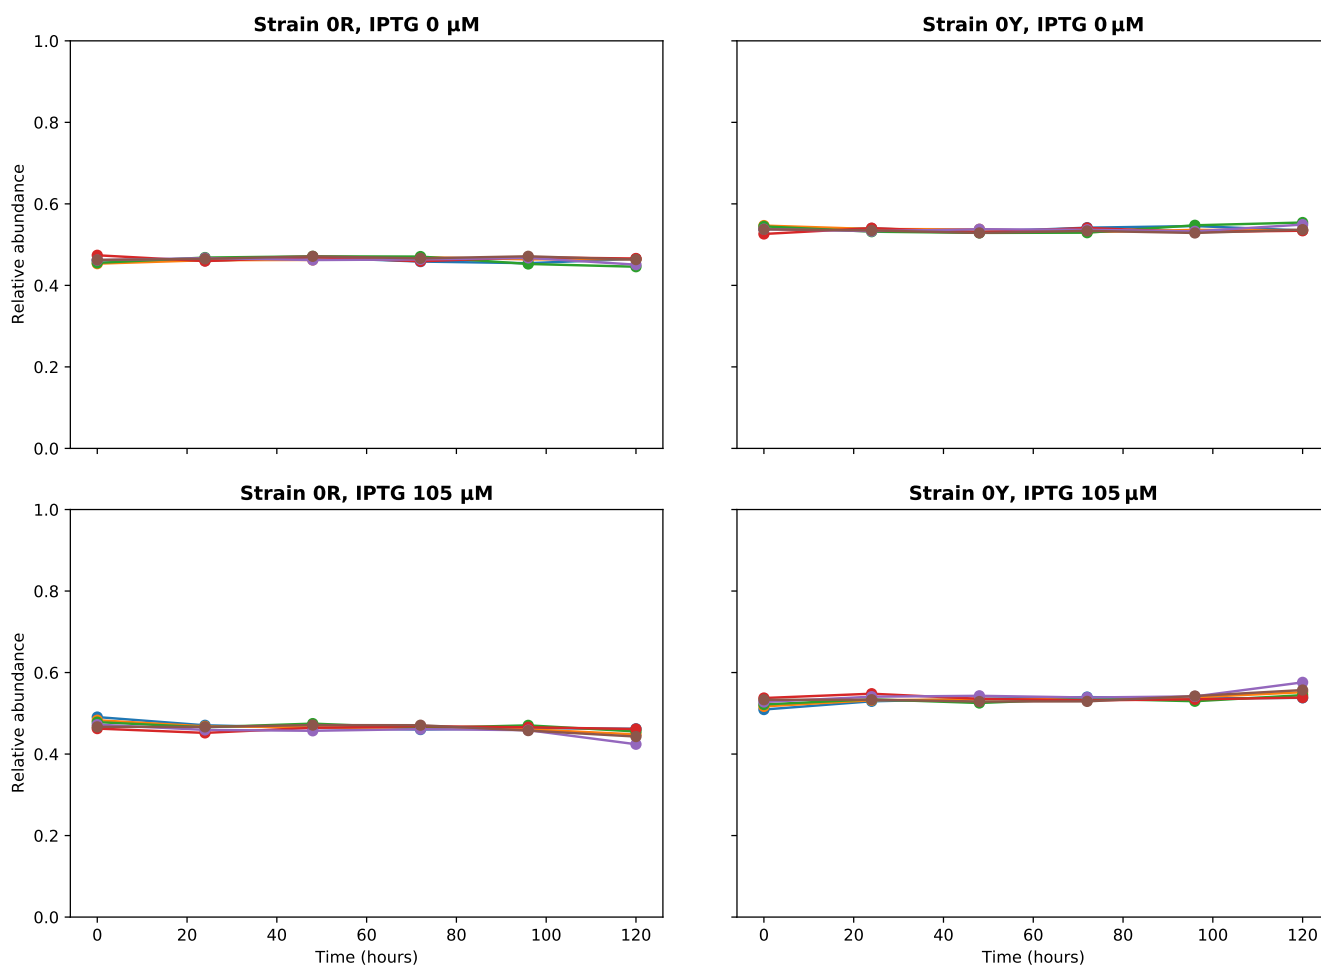 Strain 0R, IPTG 0 μM
Strain 0Y, IPTG 0 μM
1.0
0.8
0.6
0.4
0.2
0.0
Relative abundance
Strain 0R, IPTG 105 μM
Strain 0Y, IPTG 105 μM
1.0
0.8
0.6
0.4
0.2
0.0
Relative abundance
0 20 40 60 80 100 120
0 20 40 60 80 100 120
Time (hours)
Time (hours)